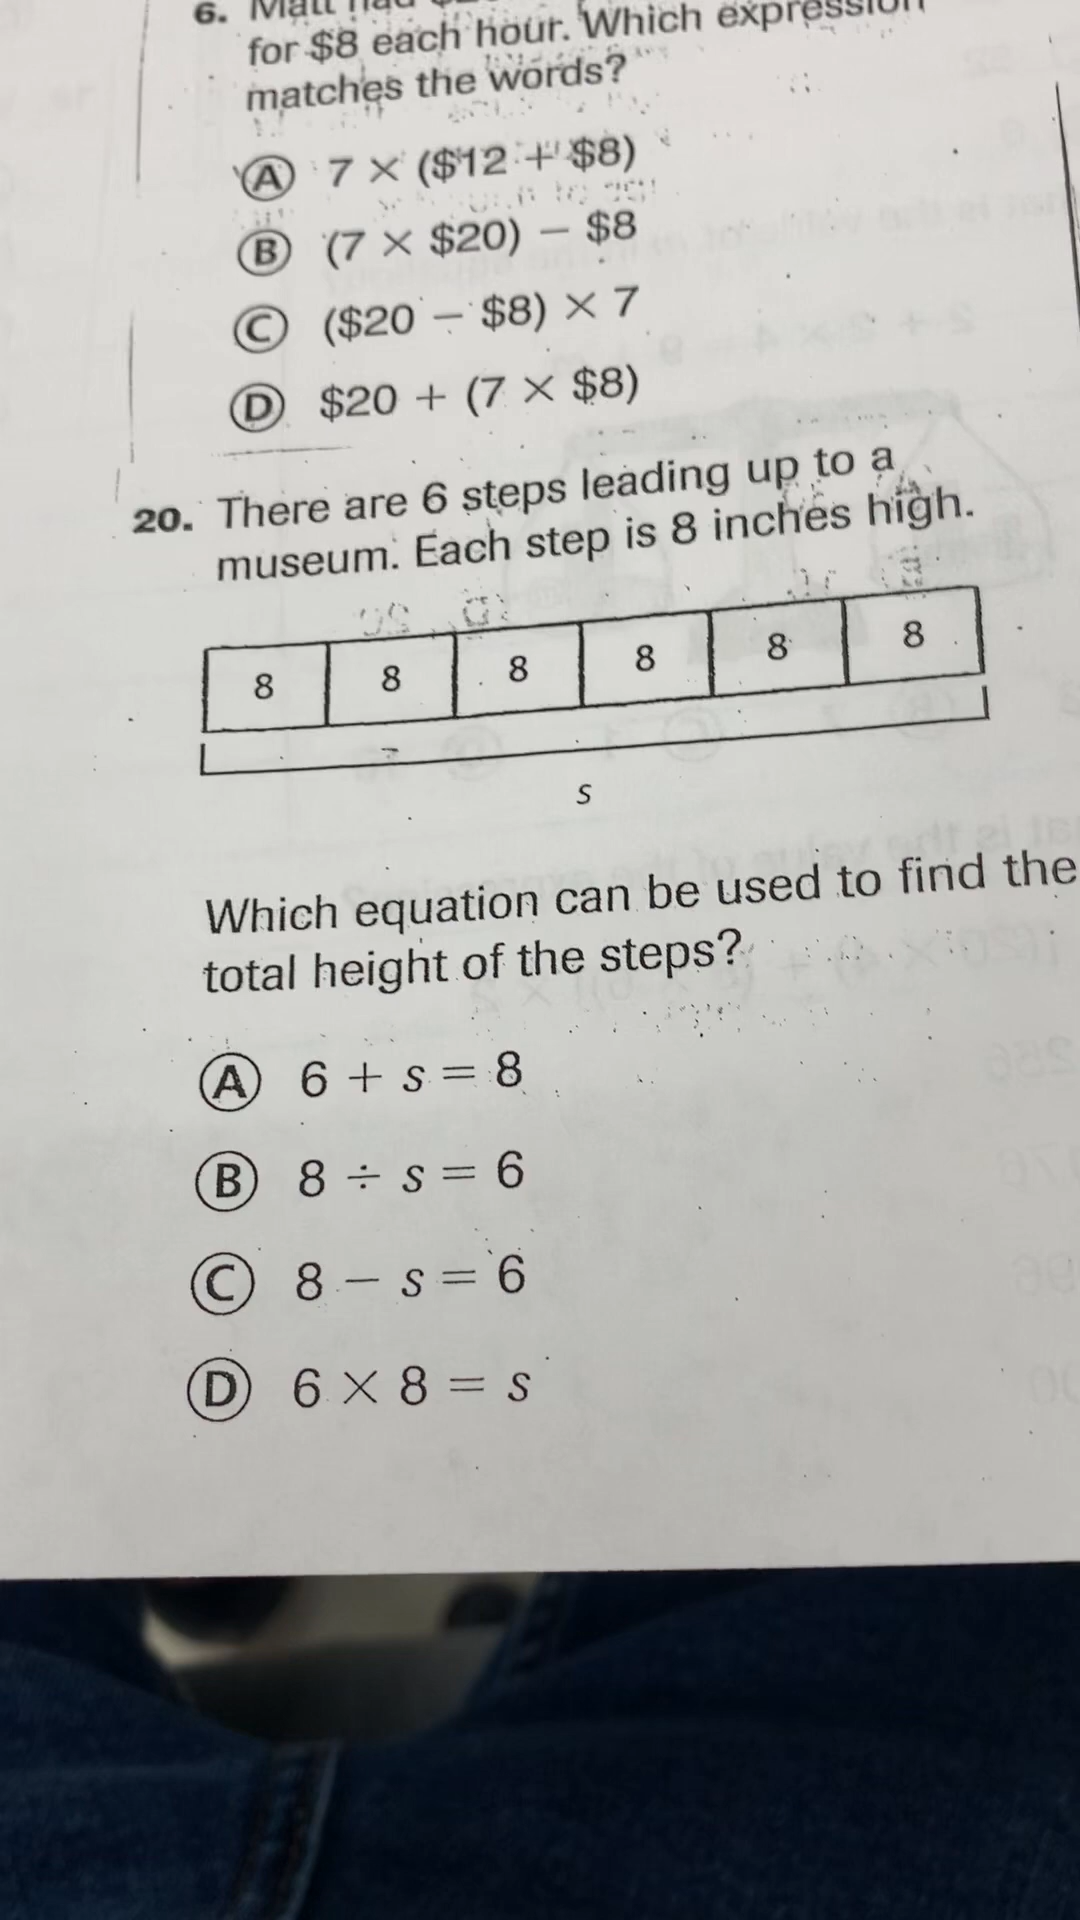 6. Matt had
for $8 each hour. Which expression
matches the words?
A 7 × ($12 + $8)
B (7 × $20) − $8
C ($20 − $8) × 7
D $20 + (7 × $8)
20. There are 6 steps leading up to a
museum. Each step is 8 inches high.
8 8 8 8 8 8
s
Which equation can be used to find the
total height of the steps?
A 6 + s = 8
B 8 ÷ s = 6
C 8 − s = 6
D 6 × 8 = s